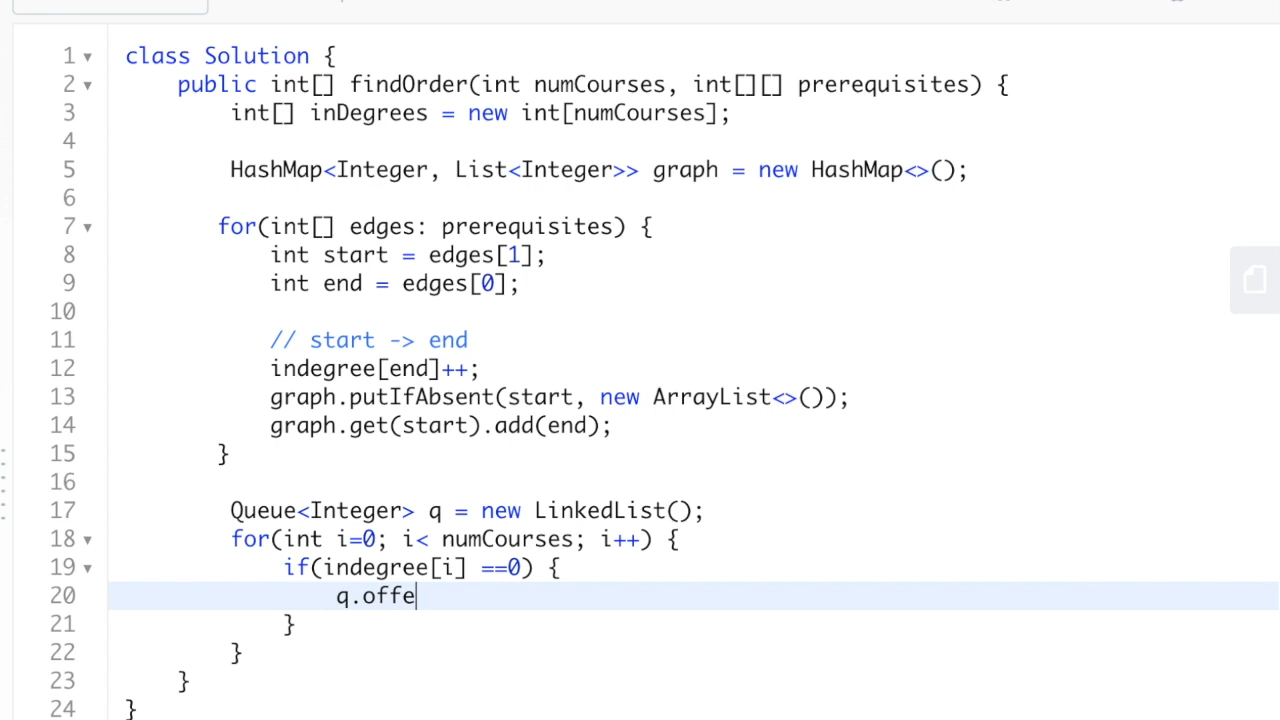 1 class Solution {
2 public int[] findOrder(int numCourses, int[][] prerequisites) {
3 int[] inDegrees = new int[numCourses];
4
5 HashMap<Integer, List<Integer>> graph = new HashMap<>();
6
7 for(int[] edges: prerequisites) {
8 int start = edges[1];
9 int end = edges[0];
10
11 // start -> end
12 indegree[end]++;
13 graph.putIfAbsent(start, new ArrayList<>());
14 graph.get(start).add(end);
15 }
16
17 Queue<Integer> q = new LinkedList();
18 for(int i=0; i< numCourses; i++) {
19 if(indegree[i] ==0) {
20 q.offe
21 }
22 }
23 }
24 }